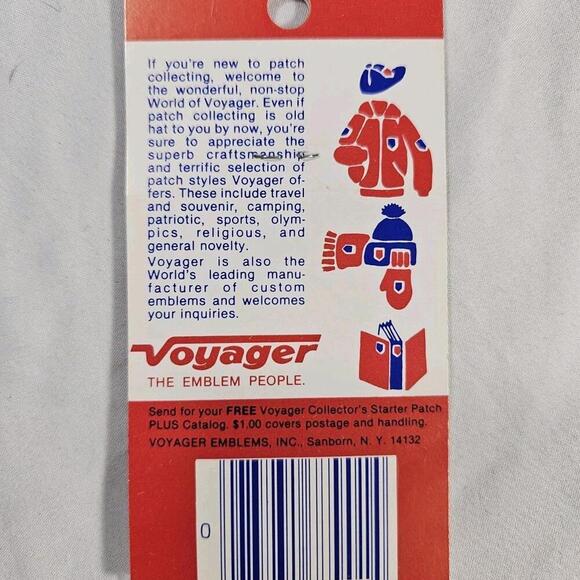 If you're new to patch
collecting, welcome to
the wonderful, non-stop
World of Voyager. Even if
patch collecting is old
hat to you by now, you're
sure to appreciate the
superb craftsmenship
and terrific selection of
patch styles Voyager of-
fers. These include travel
and souvenir, camping,
patriotic, sports, olym-
pics, religious, and
general novelty.
Voyager is also the
World's leading manu-
facturer of custom
emblems and welcomes
your inquiries.
Voyager
THE EMBLEM PEOPLE.
Send for your FREE Voyager Collector's Starter Patch
PLUS Catalog. $1.00 covers postage and handling.
VOYAGER EMBLEMS, INC., Sanborn, N. Y. 14132
0